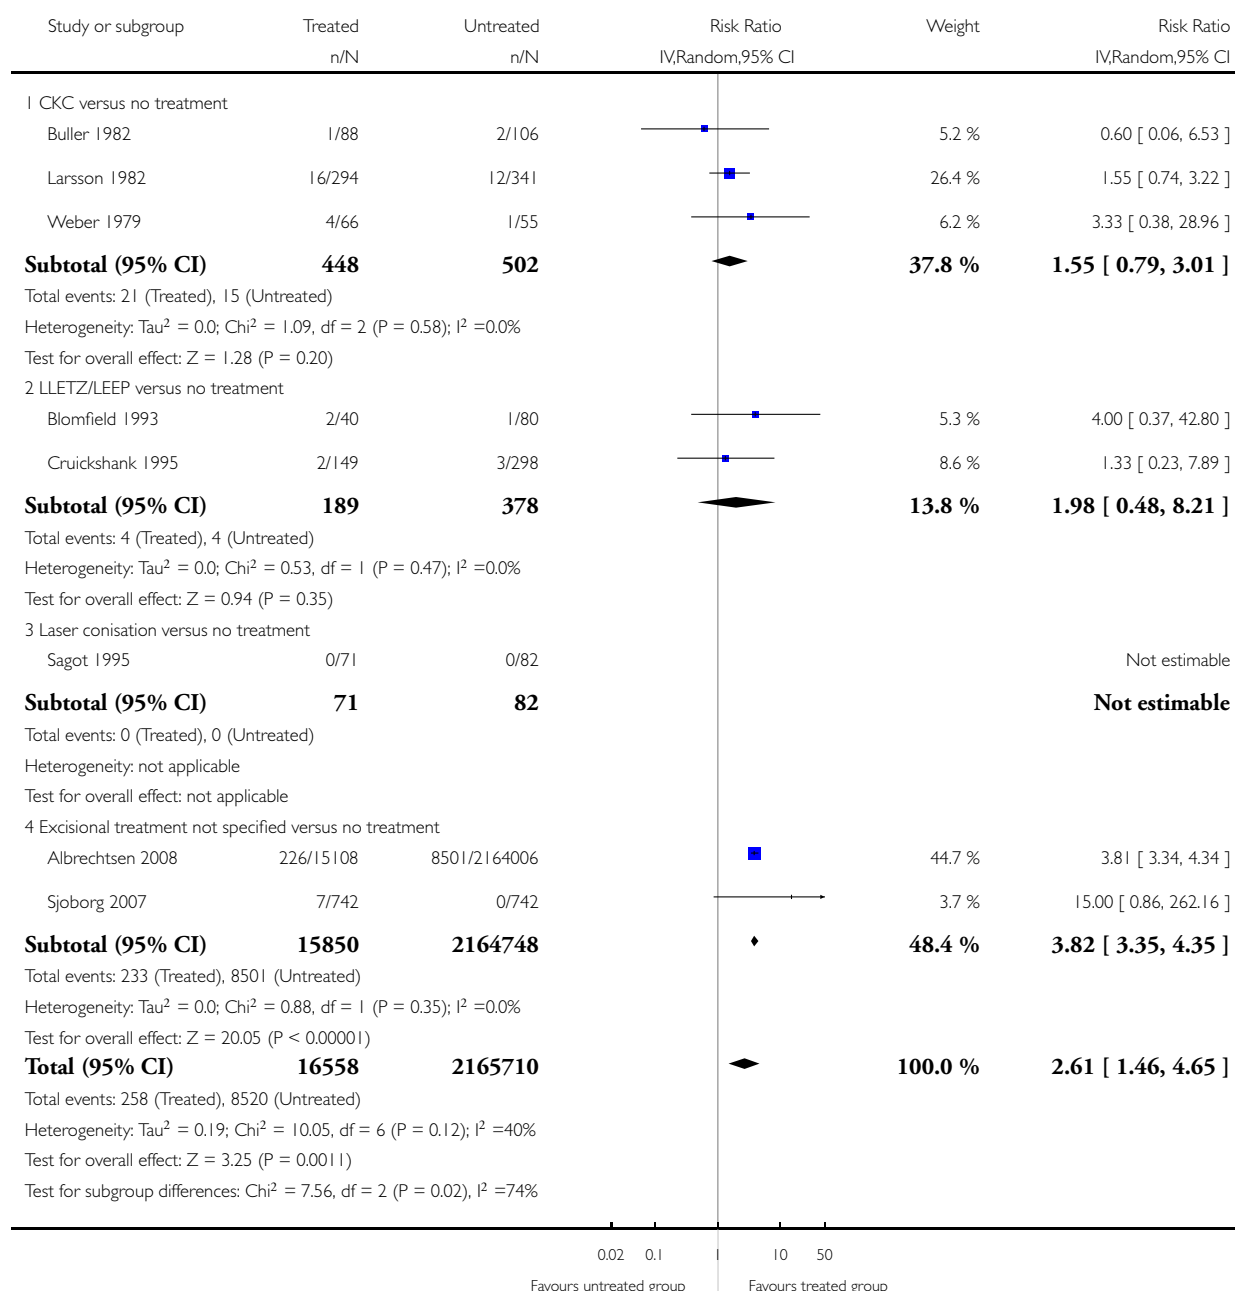 Study or subgroup Treated Untreated Risk Ratio Weight Risk Ratio
n/N n/N IV,Random,95% CI IV,Random,95% CI
1 CKC versus no treatment
Buller 1982 1/88 2/106 5.2 % 0.60 [ 0.06, 6.53 ]
Larsson 1982 16/294 12/341 26.4 % 1.55 [ 0.74, 3.22 ]
Weber 1979 4/66 1/55 6.2 % 3.33 [ 0.38, 28.96 ]
Subtotal (95% CI) 448 502 37.8 % 1.55 [ 0.79, 3.01 ]
Total events: 21 (Treated), 15 (Untreated)
Heterogeneity: Tau² = 0.0; Chi² = 1.09, df = 2 (P = 0.58); I² =0.0%
Test for overall effect: Z = 1.28 (P = 0.20)
2 LLETZ/LEEP versus no treatment
Blomfield 1993 2/40 1/80 5.3 % 4.00 [ 0.37, 42.80 ]
Cruickshank 1995 2/149 3/298 8.6 % 1.33 [ 0.23, 7.89 ]
Subtotal (95% CI) 189 378 13.8 % 1.98 [ 0.48, 8.21 ]
Total events: 4 (Treated), 4 (Untreated)
Heterogeneity: Tau² = 0.0; Chi² = 0.53, df = 1 (P = 0.47); I² =0.0%
Test for overall effect: Z = 0.94 (P = 0.35)
3 Laser conisation versus no treatment
Sagot 1995 0/71 0/82 Not estimable
Subtotal (95% CI) 71 82 Not estimable
Total events: 0 (Treated), 0 (Untreated)
Heterogeneity: not applicable
Test for overall effect: not applicable
4 Excisional treatment not specified versus no treatment
Albrechtsen 2008 226/15108 8501/2164006 44.7 % 3.81 [ 3.34, 4.34 ]
Sjoborg 2007 7/742 0/742 3.7 % 15.00 [ 0.86, 262.16 ]
Subtotal (95% CI) 15850 2164748 48.4 % 3.82 [ 3.35, 4.35 ]
Total events: 233 (Treated), 8501 (Untreated)
Heterogeneity: Tau² = 0.0; Chi² = 0.88, df = 1 (P = 0.35); I² =0.0%
Test for overall effect: Z = 20.05 (P < 0.00001)
Total (95% CI) 16558 2165710 100.0 % 2.61 [ 1.46, 4.65 ]
Total events: 258 (Treated), 8520 (Untreated)
Heterogeneity: Tau² = 0.19; Chi² = 10.05, df = 6 (P = 0.12); I² =40%
Test for overall effect: Z = 3.25 (P = 0.0011)
Test for subgroup differences: Chi² = 7.56, df = 2 (P = 0.02), I² =74%
0.02 0.1 1 10 50
Favours untreated group Favours treated group